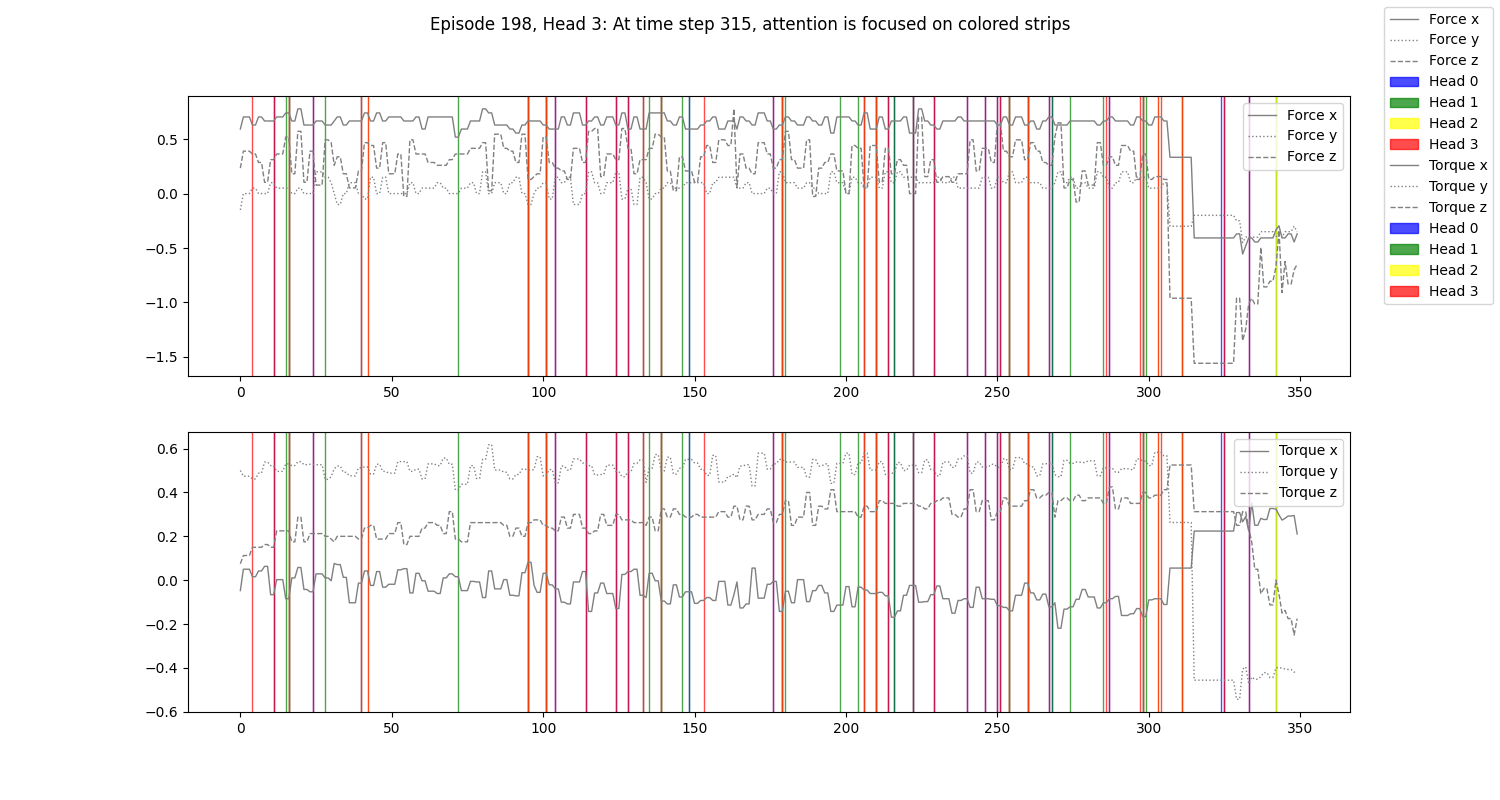 Episode 198, Head 3: At time step 315, attention is focused on colored strips
Force x
Force y
Force z
Head 0
Head 1
Head 2
Head 3
Torque x
Torque y
Torque z
Head 0
Head 1
Head 2
Head 3
0.5
0.0
−0.5
−1.0
−1.5
Force x
Force y
Force z
0 50 100 150 200 250 300 350
0.6
0.4
0.2
0.0
−0.2
−0.4
−0.6
Torque x
Torque y
Torque z
0 50 100 150 200 250 300 350